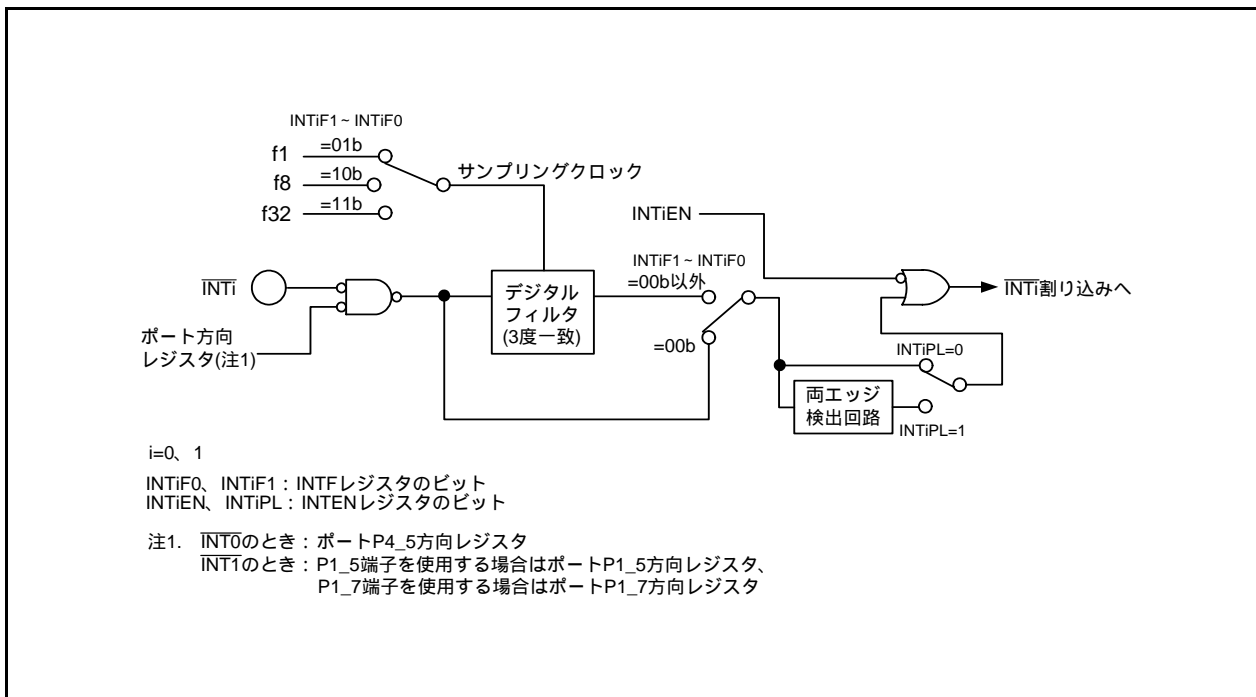 INTiF1 ~ INTiF0
f1 =01b
f8 =10b
f32 =11b
サンプリングクロック
INTiEN
INTiF1 ~ INTiF0
=00b以外
INTi
デジタル
フィルタ
(3度一致)
INTi割り込みへ
ポート方向
レジスタ(注1)
=00b
INTiPL=0
両エッジ
検出回路
INTiPL=1
i=0、1
INTiF0、INTiF1：INTFレジスタのビット
INTiEN、INTiPL：INTENレジスタのビット
注1. INT0のとき：ポートP4_5方向レジスタ
INT1のとき：P1_5端子を使用する場合はポートP1_5方向レジスタ、
P1_7端子を使用する場合はポートP1_7方向レジスタ